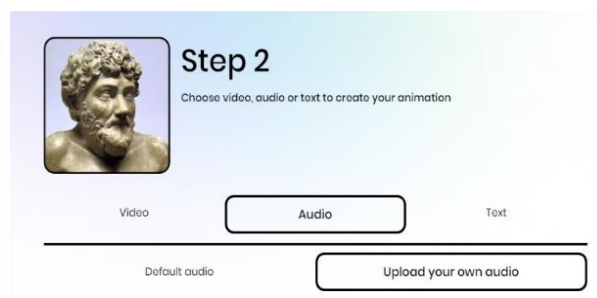 Step 2
Choose video, audio or text to create your animation
Video Audio Text
Default audio Upload your own audio